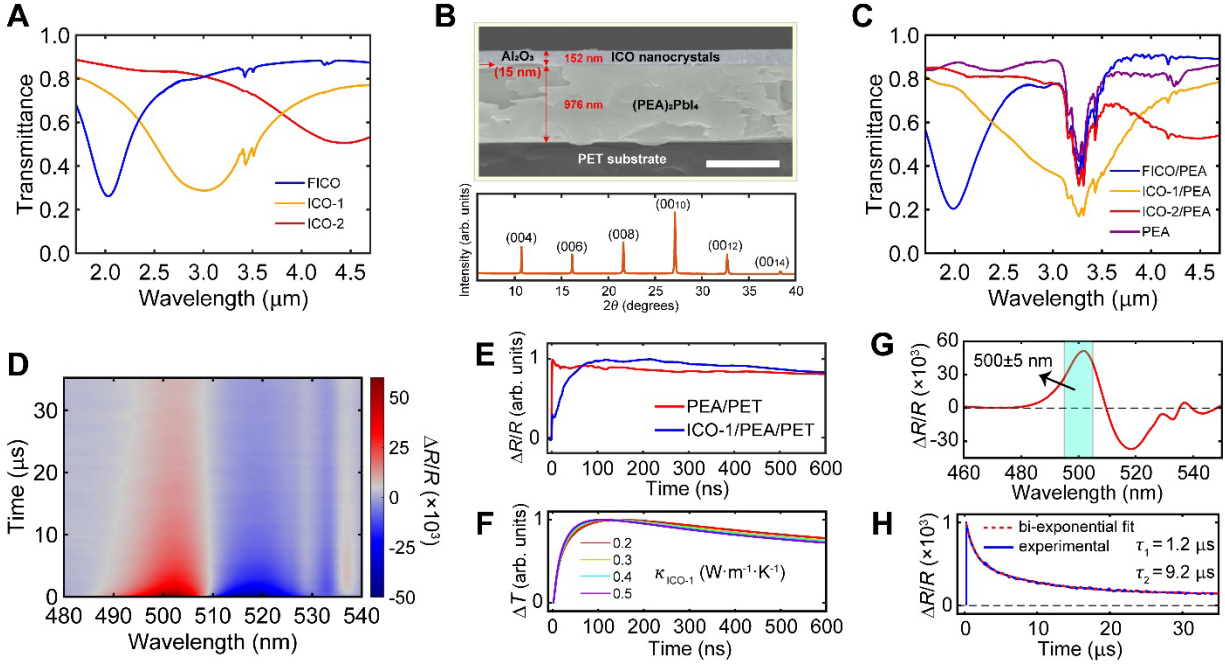 A
Transmittance
1.0
0.8
0.6
0.4
0.2
0.0
FICO
ICO-1
ICO-2
2.0 2.5 3.0 3.5 4.0 4.5
Wavelength (μm)
B
Al₂O₃
(15 nm)
152 nm
ICO nanocrystals
976 nm
(PEA)₂PbI₄
PET substrate
Intensity (arb. units)
(004)
(006)
(008)
(00₁₀)
(00₁₂)
(00₁₄)
10 15 20 25 30 35 40
2θ (degrees)
C
Transmittance
1.0
0.8
0.6
0.4
0.2
0.0
FICO/PEA
ICO-1/PEA
ICO-2/PEA
PEA
2.0 2.5 3.0 3.5 4.0 4.5
Wavelength (μm)
D
Time (μs)
30
20
10
0
480 490 500 510 520 530 540
Wavelength (nm)
50
25
0
-25
-50
ΔR/R (×10³)
E
ΔR/R (arb. units)
1
0
PEA/PET
ICO-1/PEA/PET
0 100 200 300 400 500 600
Time (ns)
F
ΔT (arb. units)
1
0
0.2
0.3
0.4
0.5
κICO-1 (W·m⁻¹·K⁻¹)
0 100 200 300 400 500 600
Time (ns)
G
ΔR/R (×10³)
60
30
0
-30
500±5 nm
460 480 500 520 540
Wavelength (nm)
H
ΔR/R (×10³)
1
0
bi-exponential fit
experimental
τ₁ = 1.2 μs
τ₂ = 9.2 μs
0 10 20 30
Time (μs)